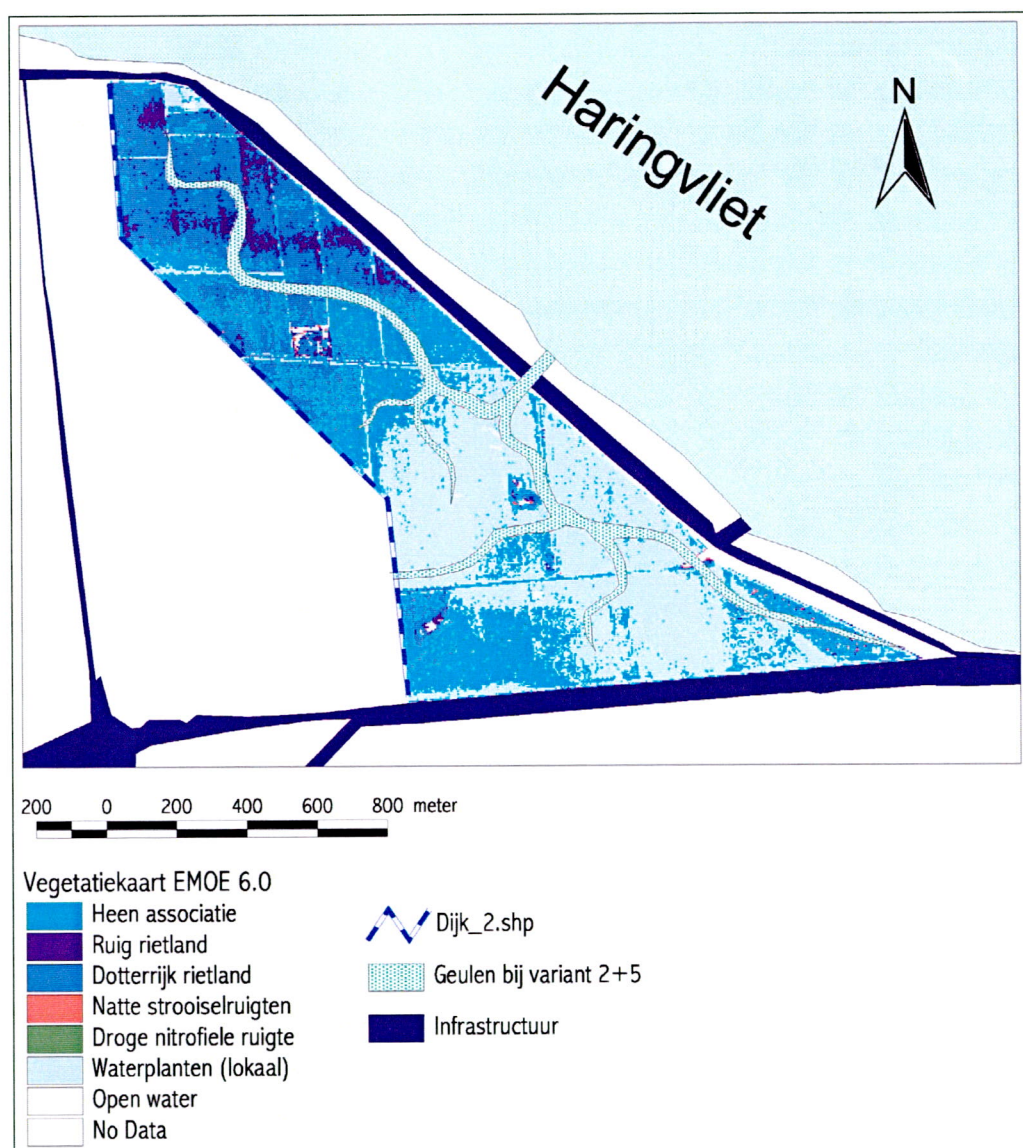 Haringvliet
N
200 0 200 400 600 800 meter
Vegetatiekaart EMOE 6.0
Heen associatie
Ruig rietland
Dotterrijk rietland
Natte strooiselruigten
Droge nitrofiele ruigte
Waterplanten (lokaal)
Open water
No Data
Dijk_2.shp
Geulen bij variant 2+5
Infrastructuur